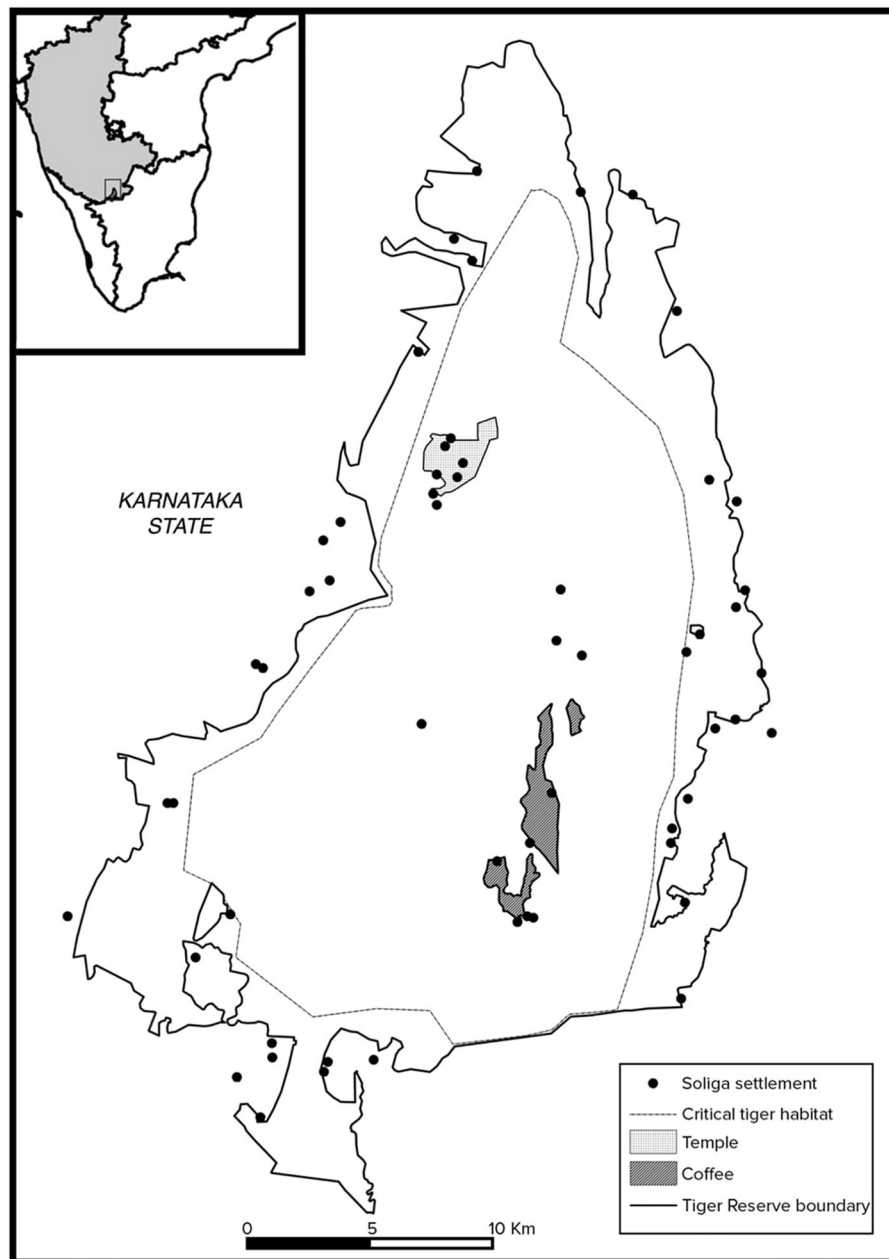 KARNATAKA
STATE
Soliga settlement
Critical tiger habitat
Temple
Coffee
Tiger Reserve boundary
0 5 10 Km